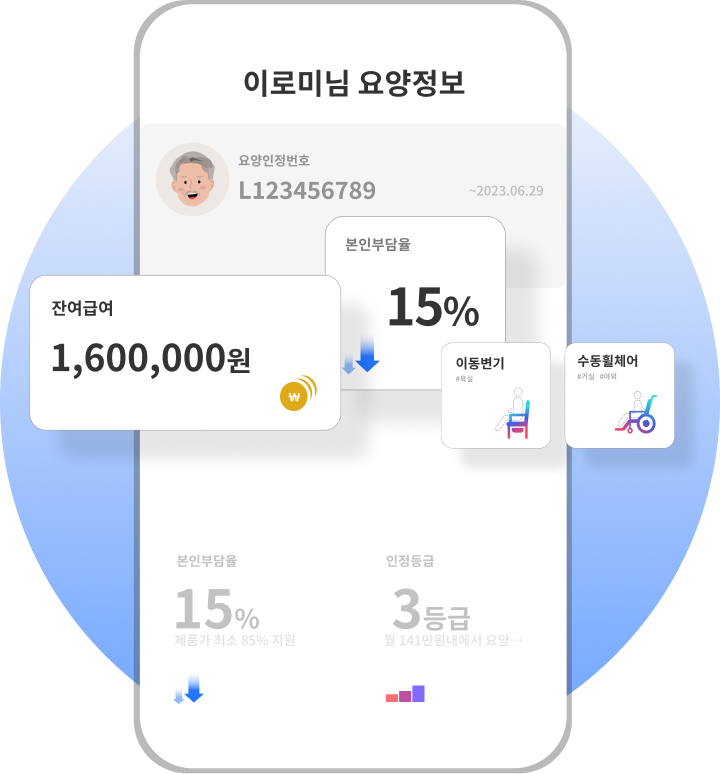 이로미님 요양정보
요양인정번호
L123456789
~2023.06.29
본인부담율
15%
잔여급여
1,600,000원
₩
이동변기
#욕실
수동휠체어
#거실 #야외
본인부담율
15%
제품가 최소 85% 지원
인정등급
3등급
월 141만원내에서 요양…